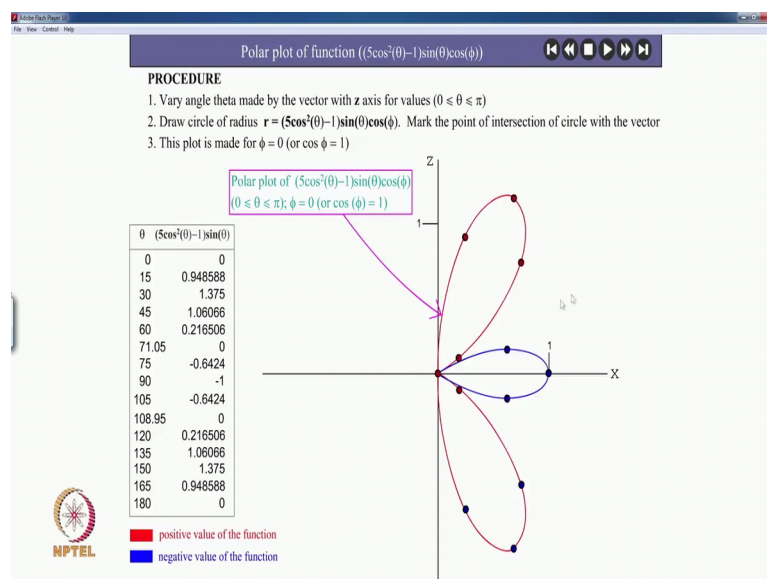 Adobe Flash Player 10
File View Control Help
Polar plot of function ((5cos²(θ)−1)sin(θ)cos(ϕ))
PROCEDURE
1. Vary angle theta made by the vector with z axis for values (0 ⩽ θ ⩽ π)
2. Draw circle of radius r = (5cos²(θ)−1)sin(θ)cos(ϕ). Mark the point of intersection of circle with the vector
3. This plot is made for ϕ = 0 (or cos ϕ = 1)
Polar plot of (5cos²(θ)−1)sin(θ)cos(ϕ)
(0 ⩽ θ ⩽ π); ϕ = 0 (or cos (ϕ) = 1)
Z
1
1
X
θ (5cos²(θ)−1)sin(θ)
0 0
15 0.948588
30 1.375
45 1.06066
60 0.216506
71.05 0
75 -0.6424
90 -1
105 -0.6424
108.95 0
120 0.216506
135 1.06066
150 1.375
165 0.948588
180 0
positive value of the function
negative value of the function
NPTEL